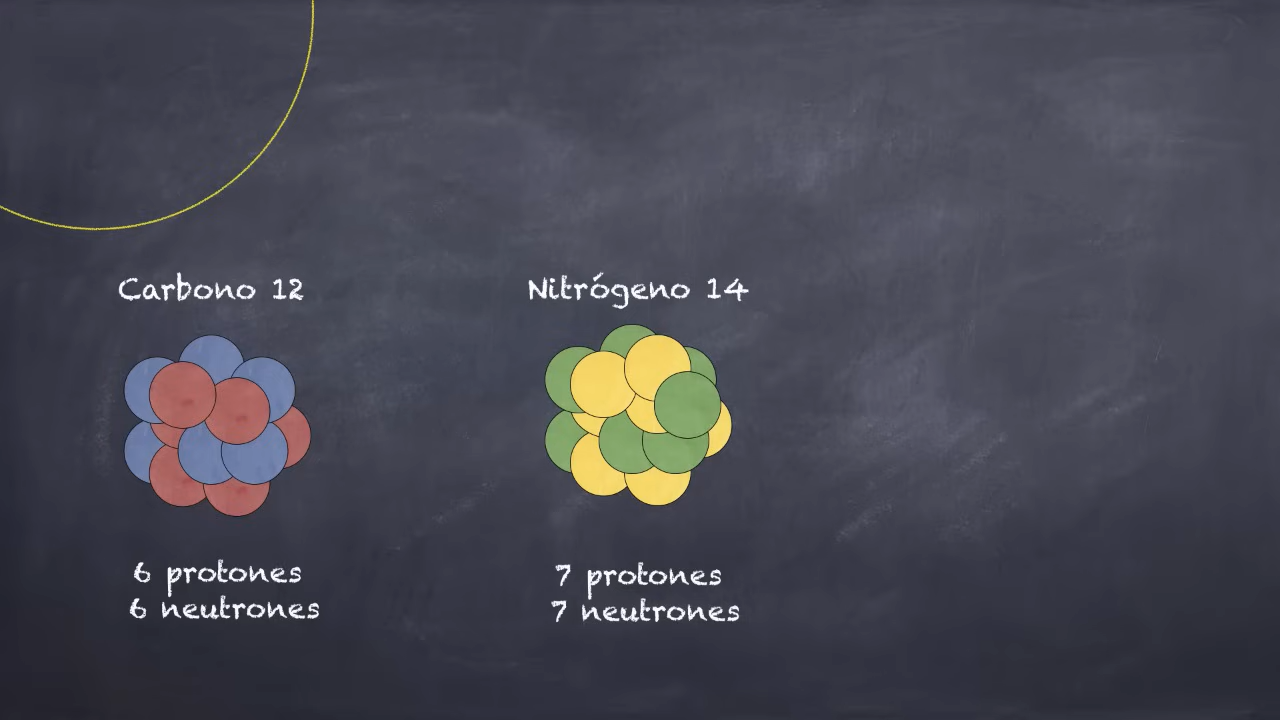 Carbono 12
Nitrógeno 14
6 protones
6 neutrones
7 protones
7 neutrones